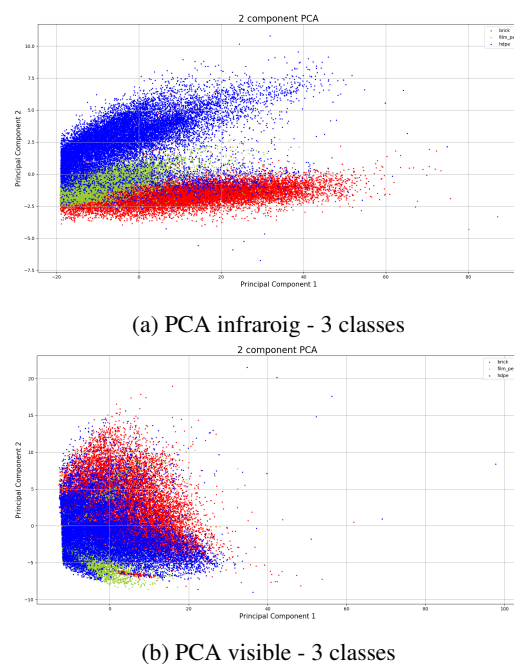 2 component PCA
brick
film_pe
hdpe
Principal Component 2
10.0
7.5
5.0
2.5
0.0
−2.5
−5.0
−7.5
−20
0
20
40
60
80
Principal Component 1
(a) PCA infraroig - 3 classes
2 component PCA
brick
film_pe
hdpe
Principal Component 2
20
15
10
5
0
−5
−10
0
20
40
60
80
100
Principal Component 1
(b) PCA visible - 3 classes